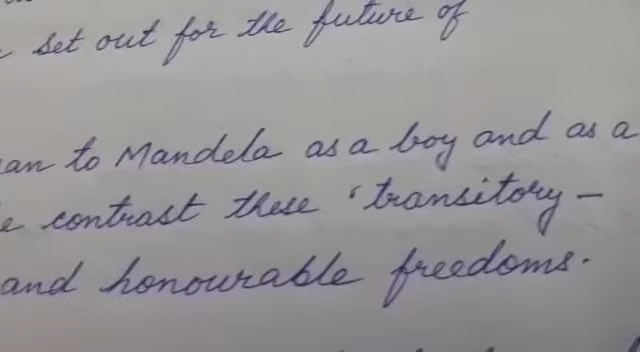 set out for the future of
an to Mandela as a boy and as a
e contrast these 'transitory -
and honourable freedoms.